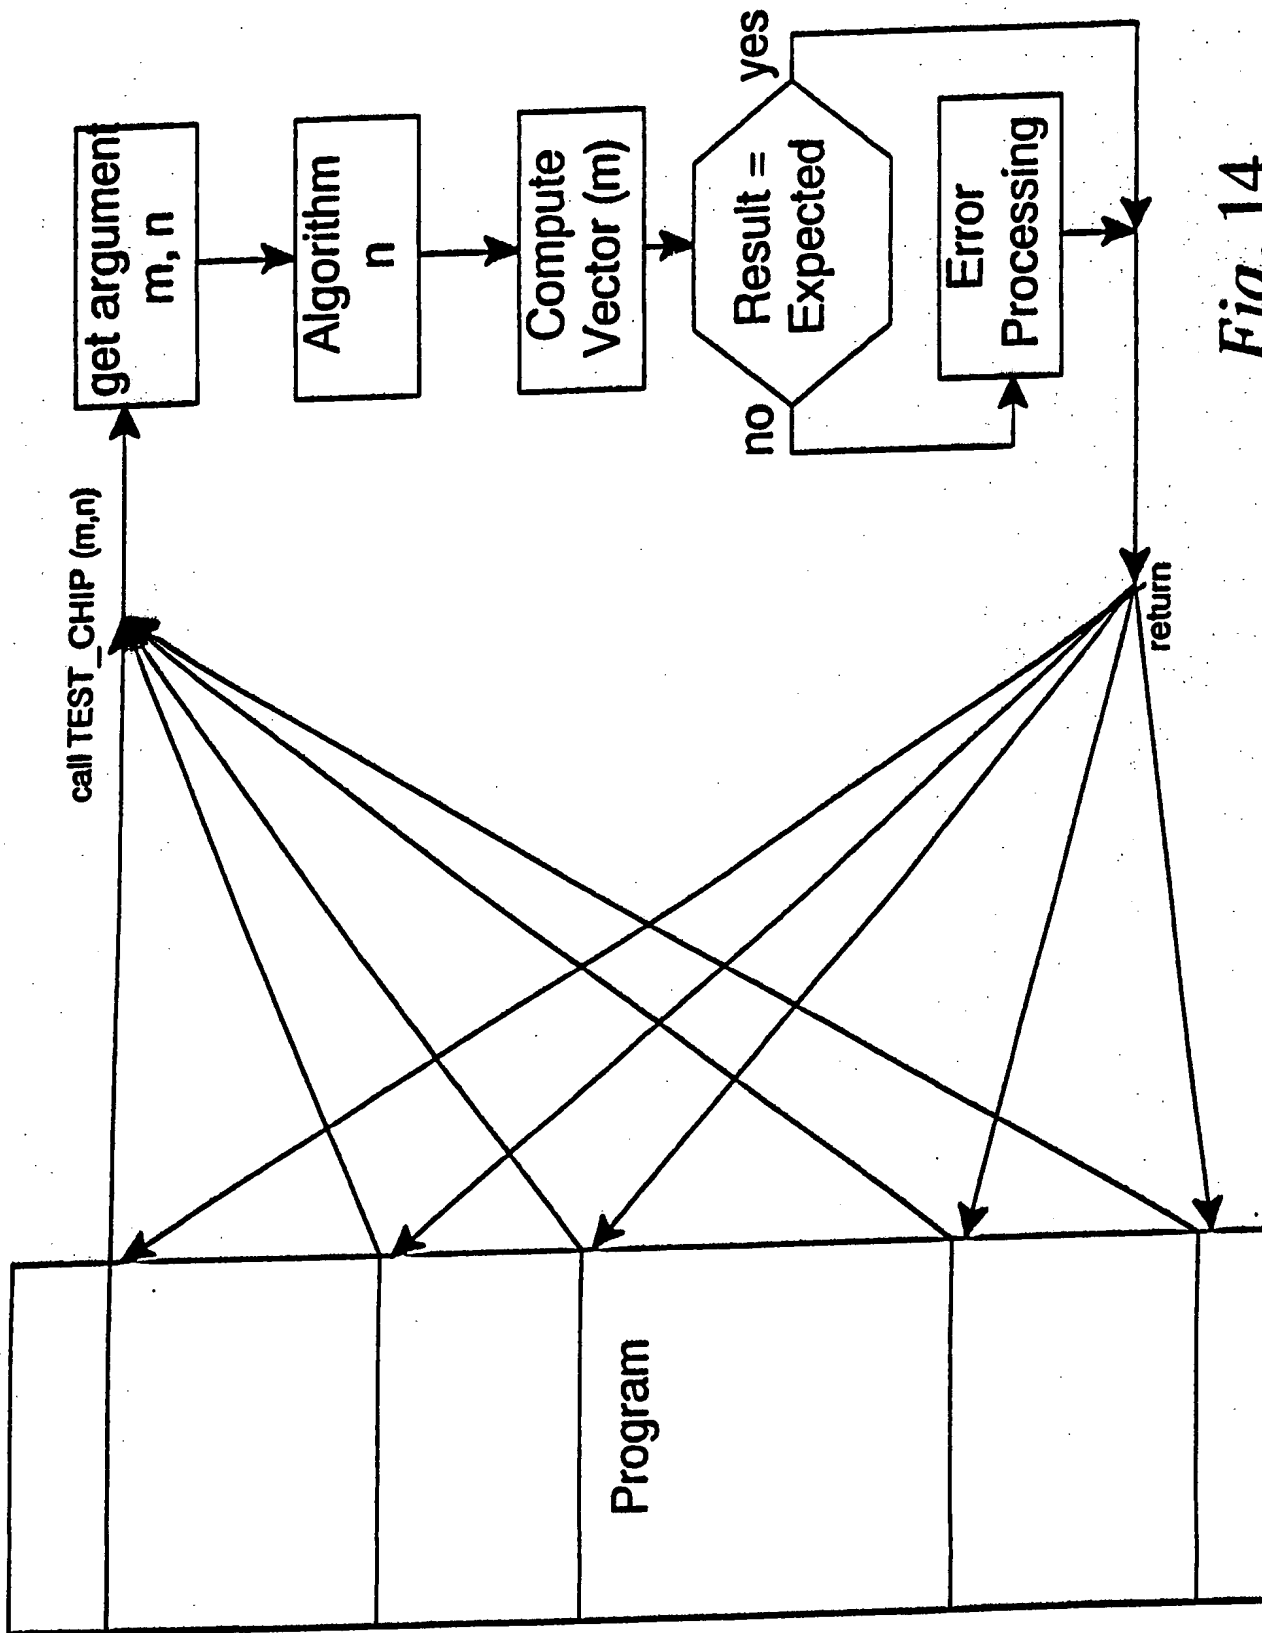 call TEST_CHIP (m,n)
get argument
m, n
Algorithm
n
Compute
Vector (m)
Result =
Expected
yes
no
Error
Processing
return
Program
Fig. 14